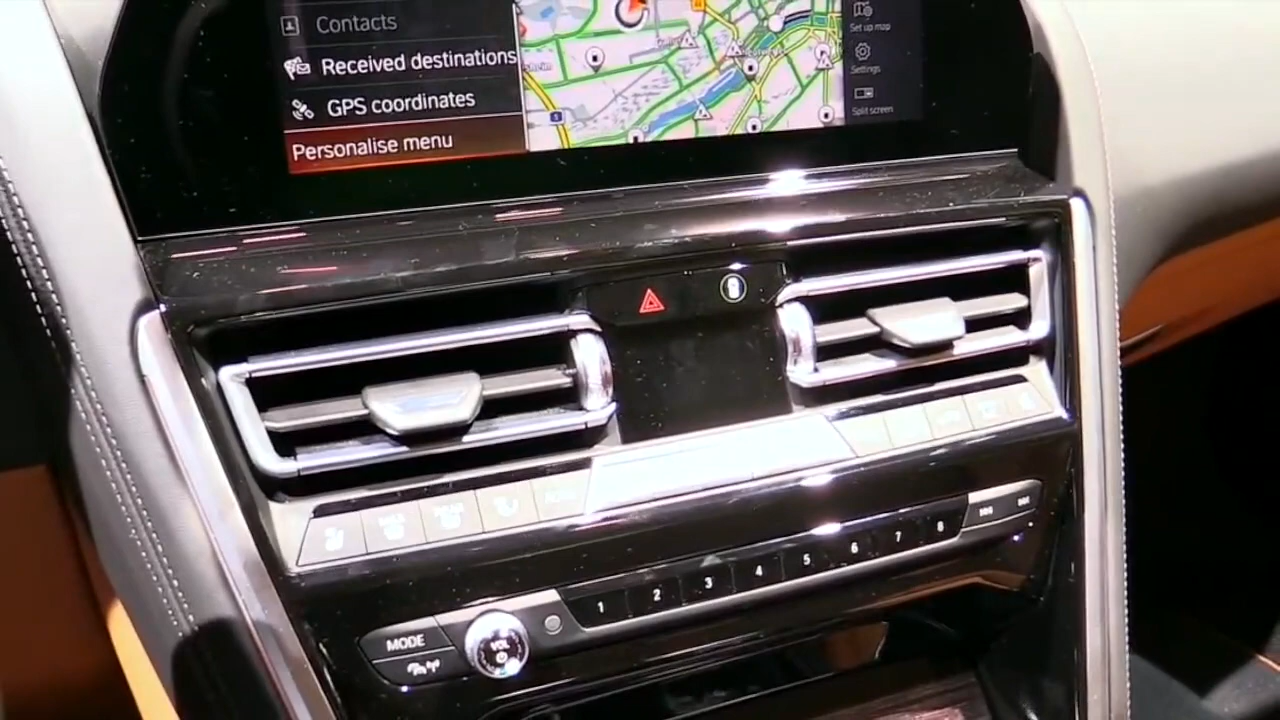 Contacts
Received destinations
GPS coordinates
Personalise menu
Set up map
Settings
Split screen
1 2 3 4 5 6 7 8
MODE
VOL